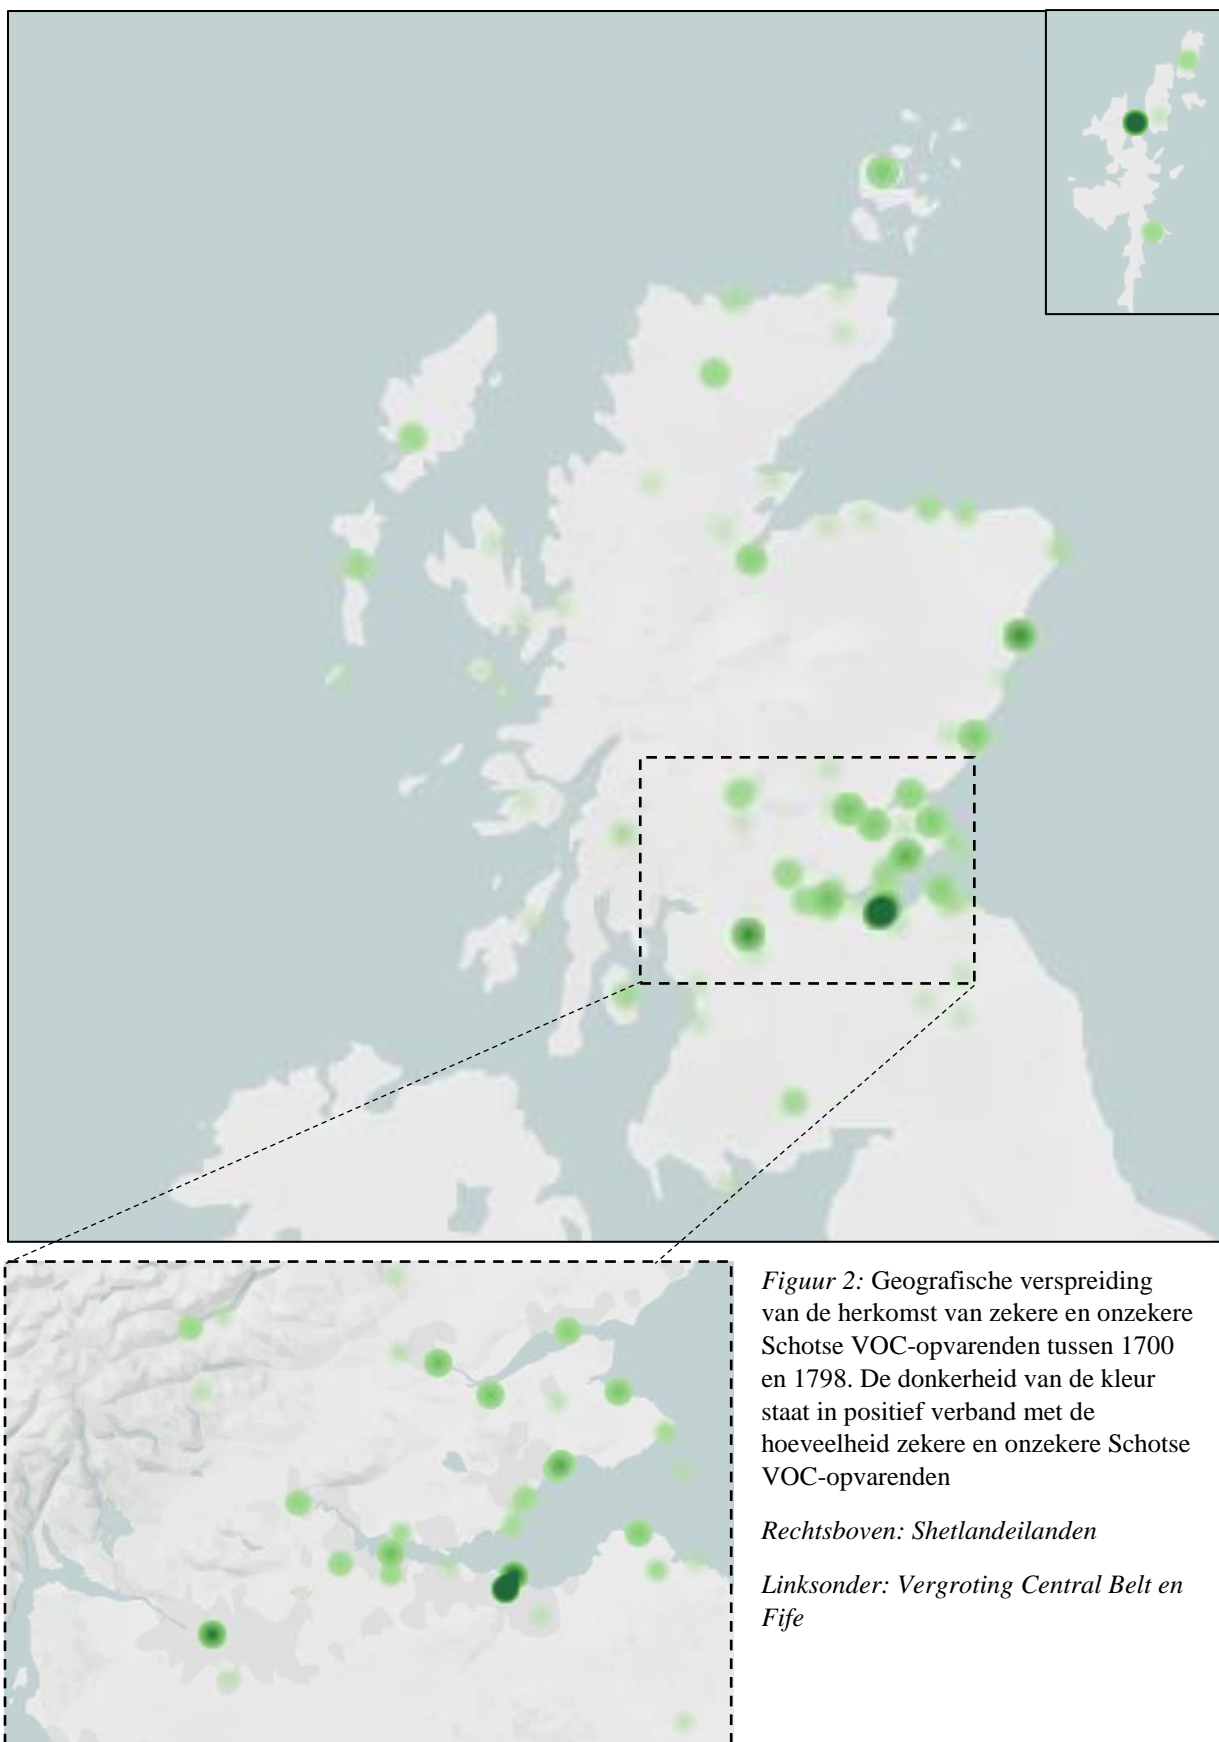 Figuur 2: Geografische verspreiding
van de herkomst van zekere en onzekere
Schotse VOC-opvarenden tussen 1700
en 1798. De donkerheid van de kleur
staat in positief verband met de
hoeveelheid zekere en onzekere Schotse
VOC-opvarenden
Rechtsboven: Shetlandeilanden
Linksonder: Vergroting Central Belt en
Fife